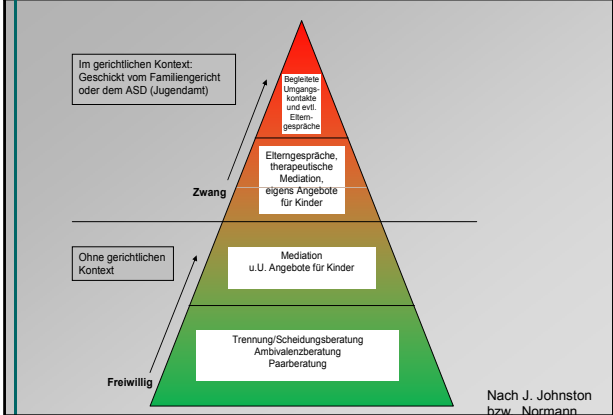 Im gerichtlichen Kontext:
Geschickt vom Familiengericht
oder dem ASD (Jugendamt)
Begleitete
Umgangs-
kontakte
und evtl.
Eltern-
gespräche
Elterngespräche,
therapeutische
Mediation,
eigens Angebote
für Kinder
Zwang
Ohne gerichtlichen
Kontext
Mediation
u.U. Angebote für Kinder
Trennung/Scheidungsberatung
Ambivalenzberatung
Paarberatung
Freiwillig
Nach J. Johnston
bzw. Normann